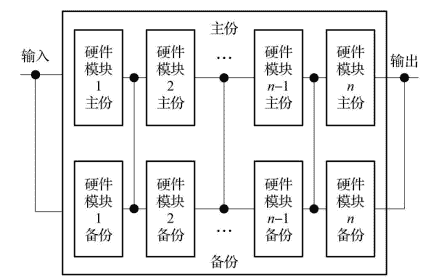 主份
输入
硬件
模块
1
主份
硬件
模块
2
主份
…
硬件
模块
n−1
主份
硬件
模块
n
主份
输出
硬件
模块
1
备份
硬件
模块
2
备份
…
硬件
模块
n−1
备份
硬件
模块
n
备份
备份